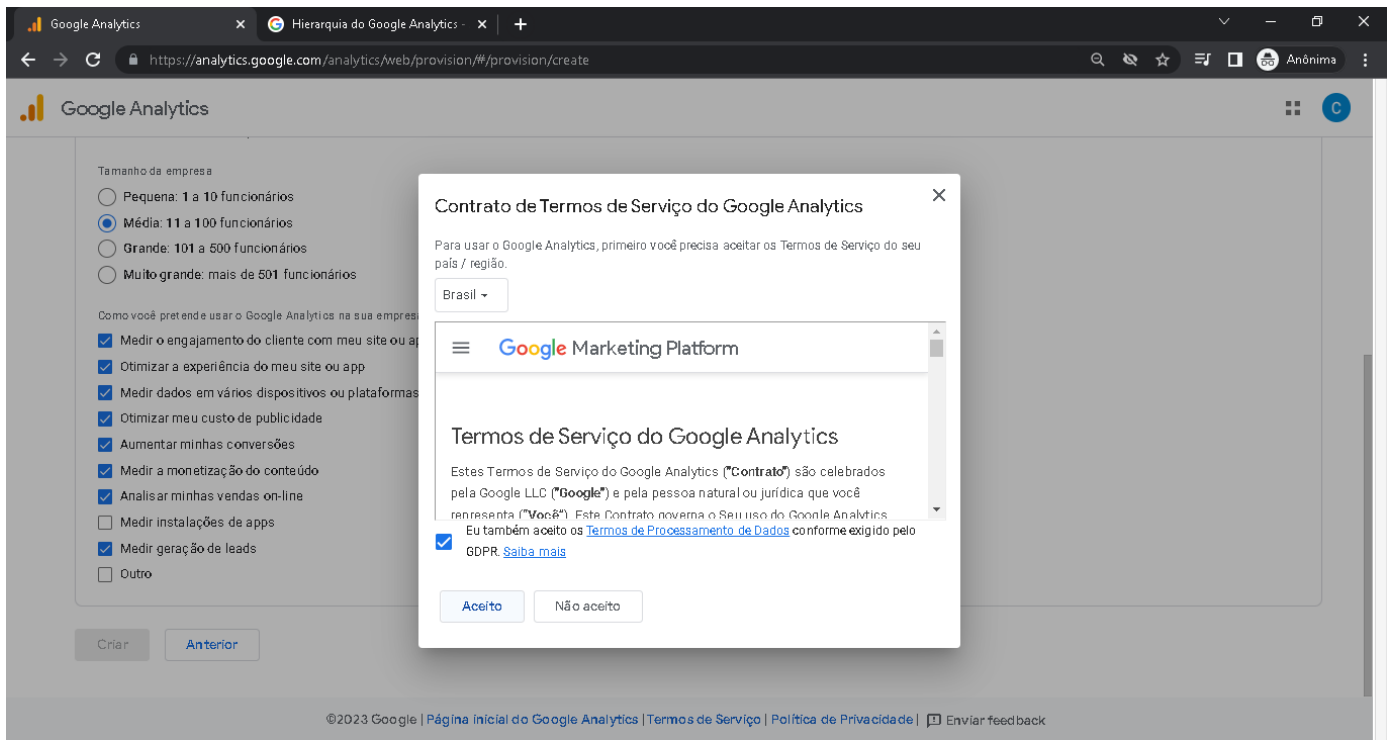 Google Analytics
Hierarquia do Google Analytics -
https://analytics.google.com/analytics/web/provision/#/provision/create
Anônima
Google Analytics
C
Tamanho da empresa
Pequena: 1 a 10 funcionários
Média: 11 a 100 funcionários
Grande: 101 a 500 funcionários
Muito grande: mais de 501 funcionários
Como você pretende usar o Google Analytics na sua empres
Medir o engajamento do cliente com meu site ou ap
Otimizar a experiência do meu site ou app
Medir dados em vários dispositivos ou plataformas
Otimizar meu custo de publicidade
Aumentar minhas conversões
Medir a monetização do conteúdo
Analisar minhas vendas on-line
Medir instalações de apps
Medir geração de leads
Outro
Criar
Anterior
Contrato de Termos de Serviço do Google Analytics
Para usar o Google Analytics, primeiro você precisa aceitar os Termos de Serviço do seu
país / região.
Brasil
Google Marketing Platform
Termos de Serviço do Google Analytics
Estes Termos de Serviço do Google Analytics ("Contrato") são celebrados
pela Google LLC ("Google") e pela pessoa natural ou jurídica que você
representa ("Você"). Este Contrato governa o Seu uso do Google Analytics
Eu também aceito os Termos de Processamento de Dados conforme exigido pelo
GDPR. Saiba mais
Aceito
Não aceito
©2023 Google | Página inicial do Google Analytics | Termos de Serviço | Política de Privacidade | Enviar feedback